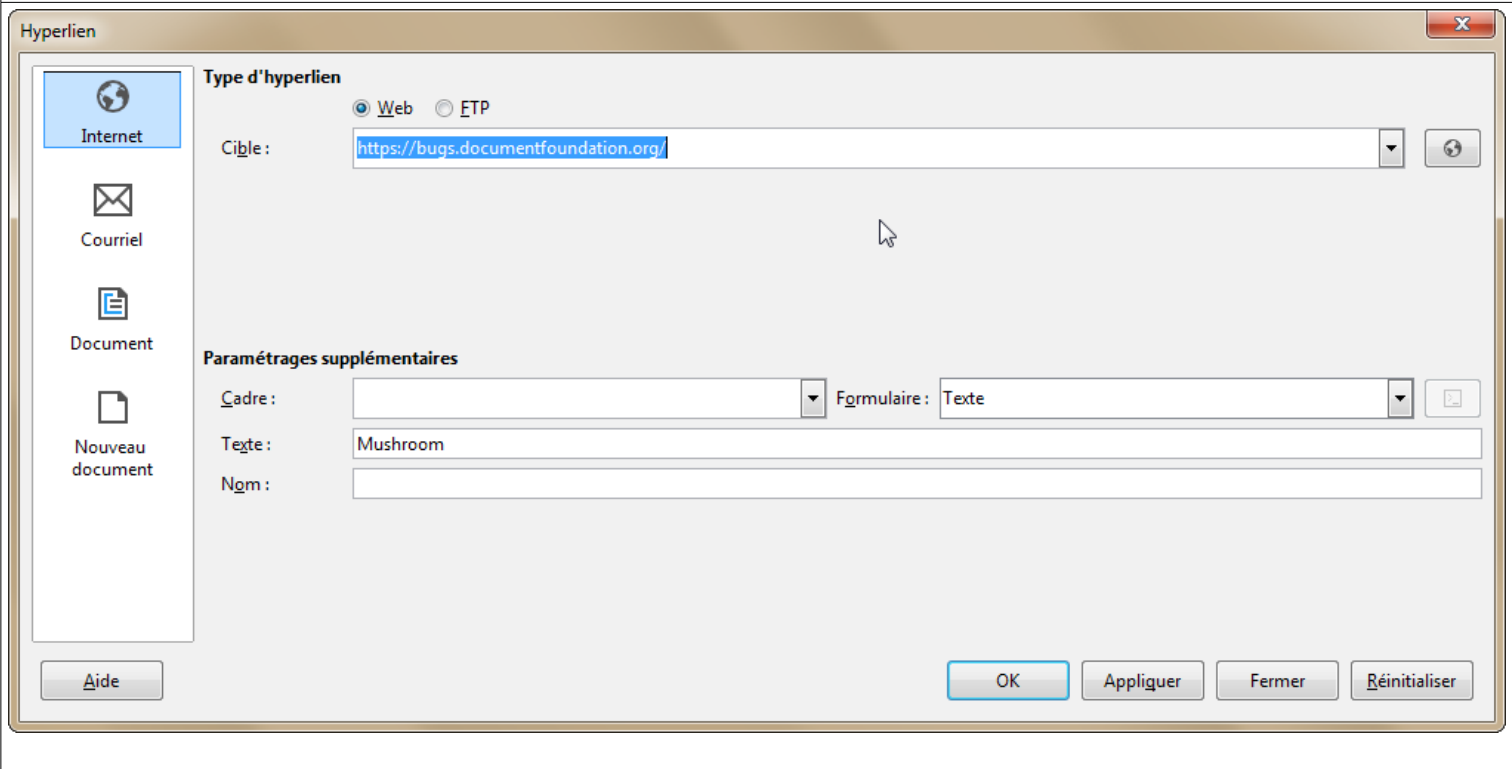 Hyperlien
Internet
Courriel
Document
Nouveau
document
Type d'hyperlien
Web FTP
Cible : https://bugs.documentfoundation.org/
Paramétrages supplémentaires
Cadre : Formulaire : Texte
Texte : Mushroom
Nom :
Aide OK Appliquer Fermer Réinitialiser